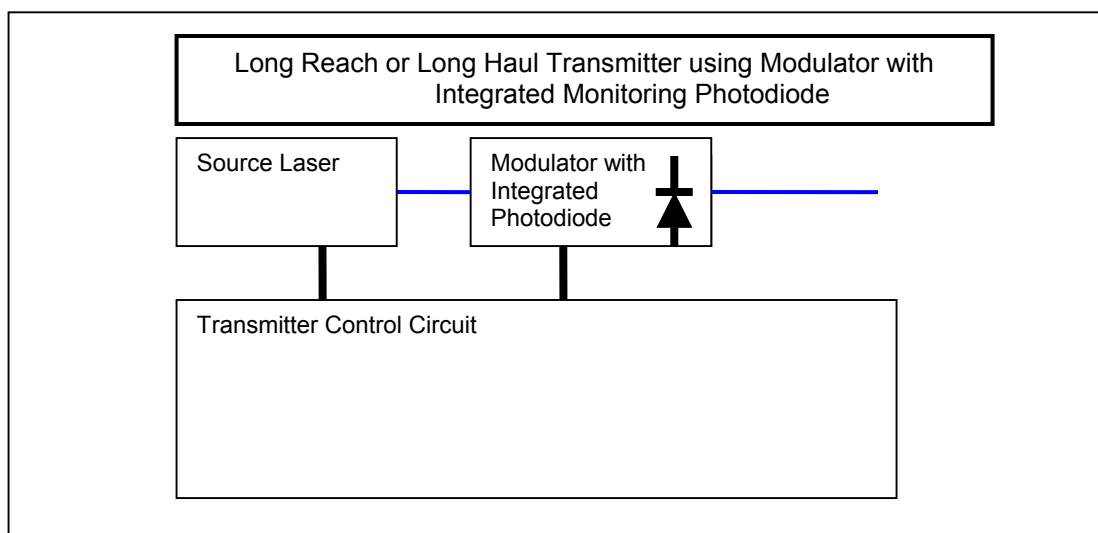 Long Reach or Long Haul Transmitter using Modulator with
Integrated Monitoring Photodiode
Source Laser
Modulator with
Integrated
Photodiode
Transmitter Control Circuit